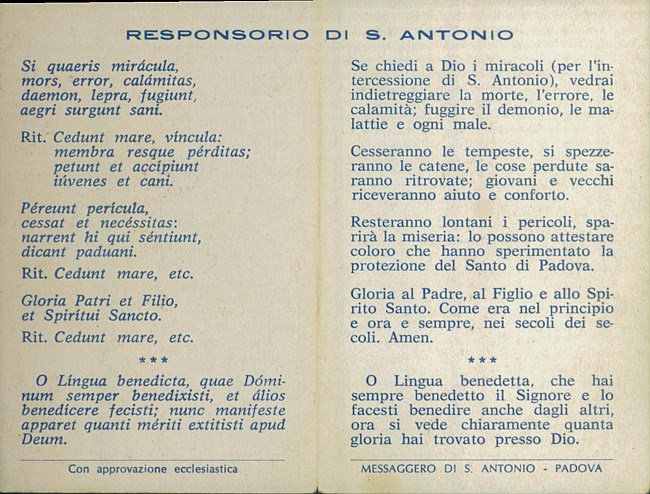 RESPONSORIO DI S. ANTONIO
Si quaeris mirácula,
mors, error, calámitas,
daemon, lepra, fugiunt,
aegri surgunt sani.
Rit. Cedunt mare, víncula:
membra resque pérditas;
petunt et accípiunt
iúvenes et cani.
Péreunt perícula,
cessat et necéssitas:
narrent hi qui séntiunt,
dicant paduani.
Rit. Cedunt mare, etc.
Gloria Patri et Filio,
et Spirítui Sancto.
Rit. Cedunt mare, etc.
***
O Língua benedicta, quae Dómi-
num semper benedixisti, et álios
benedícere fecisti; nunc manifeste
apparet quanti mériti extitisti apud
Deum.
Con approvazione ecclesiastica
Se chiedi a Dio i miracoli (per l'in-
tercessione di S. Antonio), vedrai
indietreggiare la morte, l'errore, le
calamità; fuggire il demonio, le ma-
lattie e ogni male.
Cesseranno le tempeste, si spezze-
ranno le catene, le cose perdute sa-
ranno ritrovate; giovani e vecchi
riceveranno aiuto e conforto.
Resteranno lontani i pericoli, spa-
rirà la miseria: lo possono attestare
coloro che hanno sperimentato la
protezione del Santo di Padova.
Gloria al Padre, al Figlio e allo Spi-
rito Santo. Come era nel principio
e ora e sempre, nei secoli dei se-
coli. Amen.
***
O Lingua benedetta, che hai
sempre benedetto il Signore e lo
facesti benedire anche dagli altri,
ora si vede chiaramente quanta
gloria hai trovato presso Dio.
MESSAGGERO DI S. ANTONIO - PADOVA